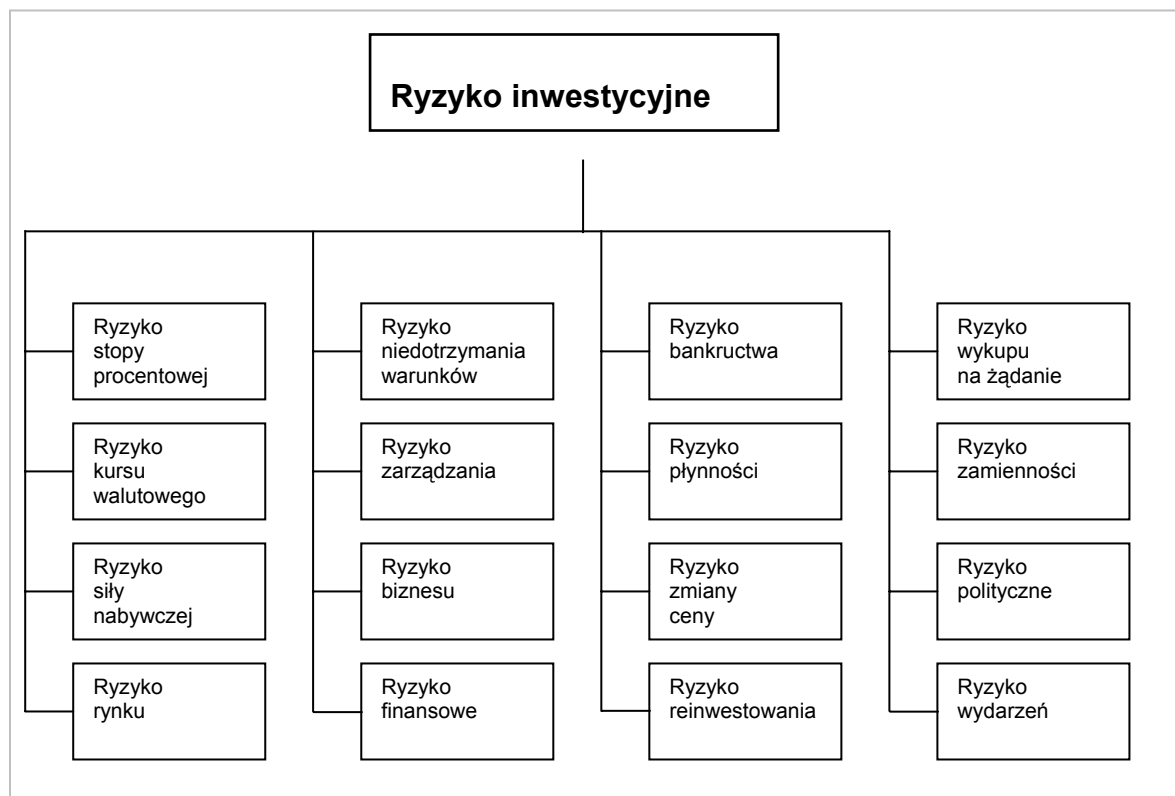 Ryzyko inwestycyjne
Ryzyko
stopy
procentowej
Ryzyko
kursu
walutowego
Ryzyko
siły
nabywczej
Ryzyko
rynku
Ryzyko
niedotrzymania
warunków
Ryzyko
zarządzania
Ryzyko
biznesu
Ryzyko
finansowe
Ryzyko
bankructwa
Ryzyko
płynności
Ryzyko
zmiany
ceny
Ryzyko
reinwestowania
Ryzyko
wykupu
na żądanie
Ryzyko
zamienności
Ryzyko
polityczne
Ryzyko
wydarzeń